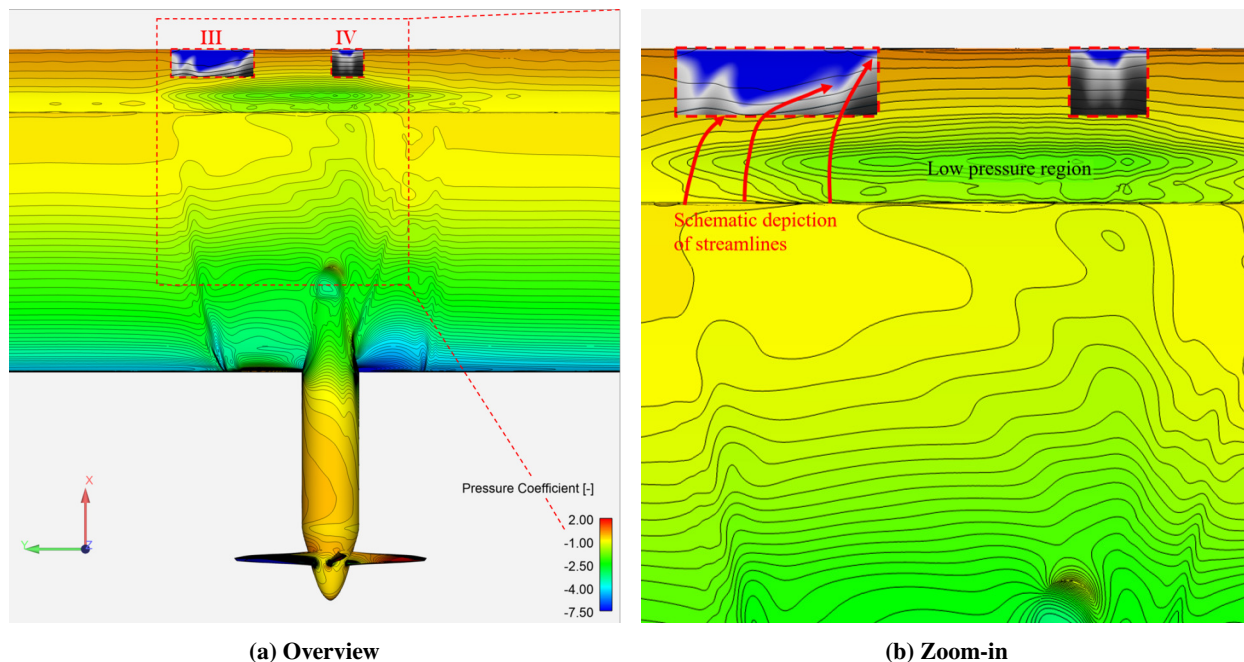 III
IV
X
Y
Z
Pressure Coefficient [-]
2.00
-1.00
-2.50
-4.00
-7.50
(a) Overview
Low pressure region
Schematic depiction
of streamlines
(b) Zoom-in